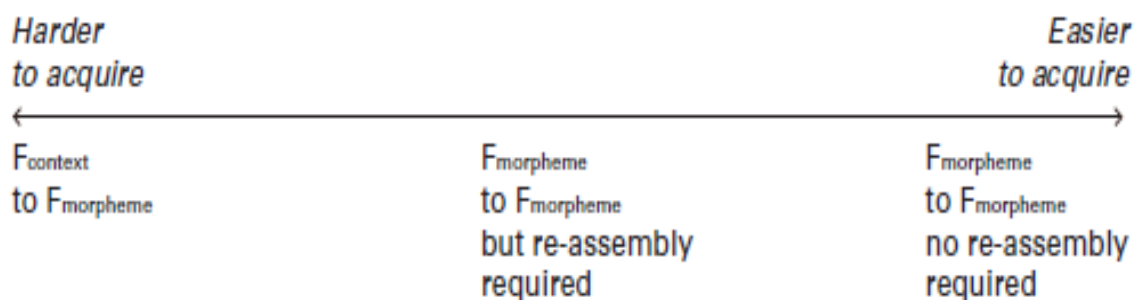 Harder
to acquire
Easier
to acquire
Fcontext
to Fmorpheme
Fmorpheme
to Fmorpheme
but re-assembly
required
Fmorpheme
to Fmorpheme
no re-assembly
required